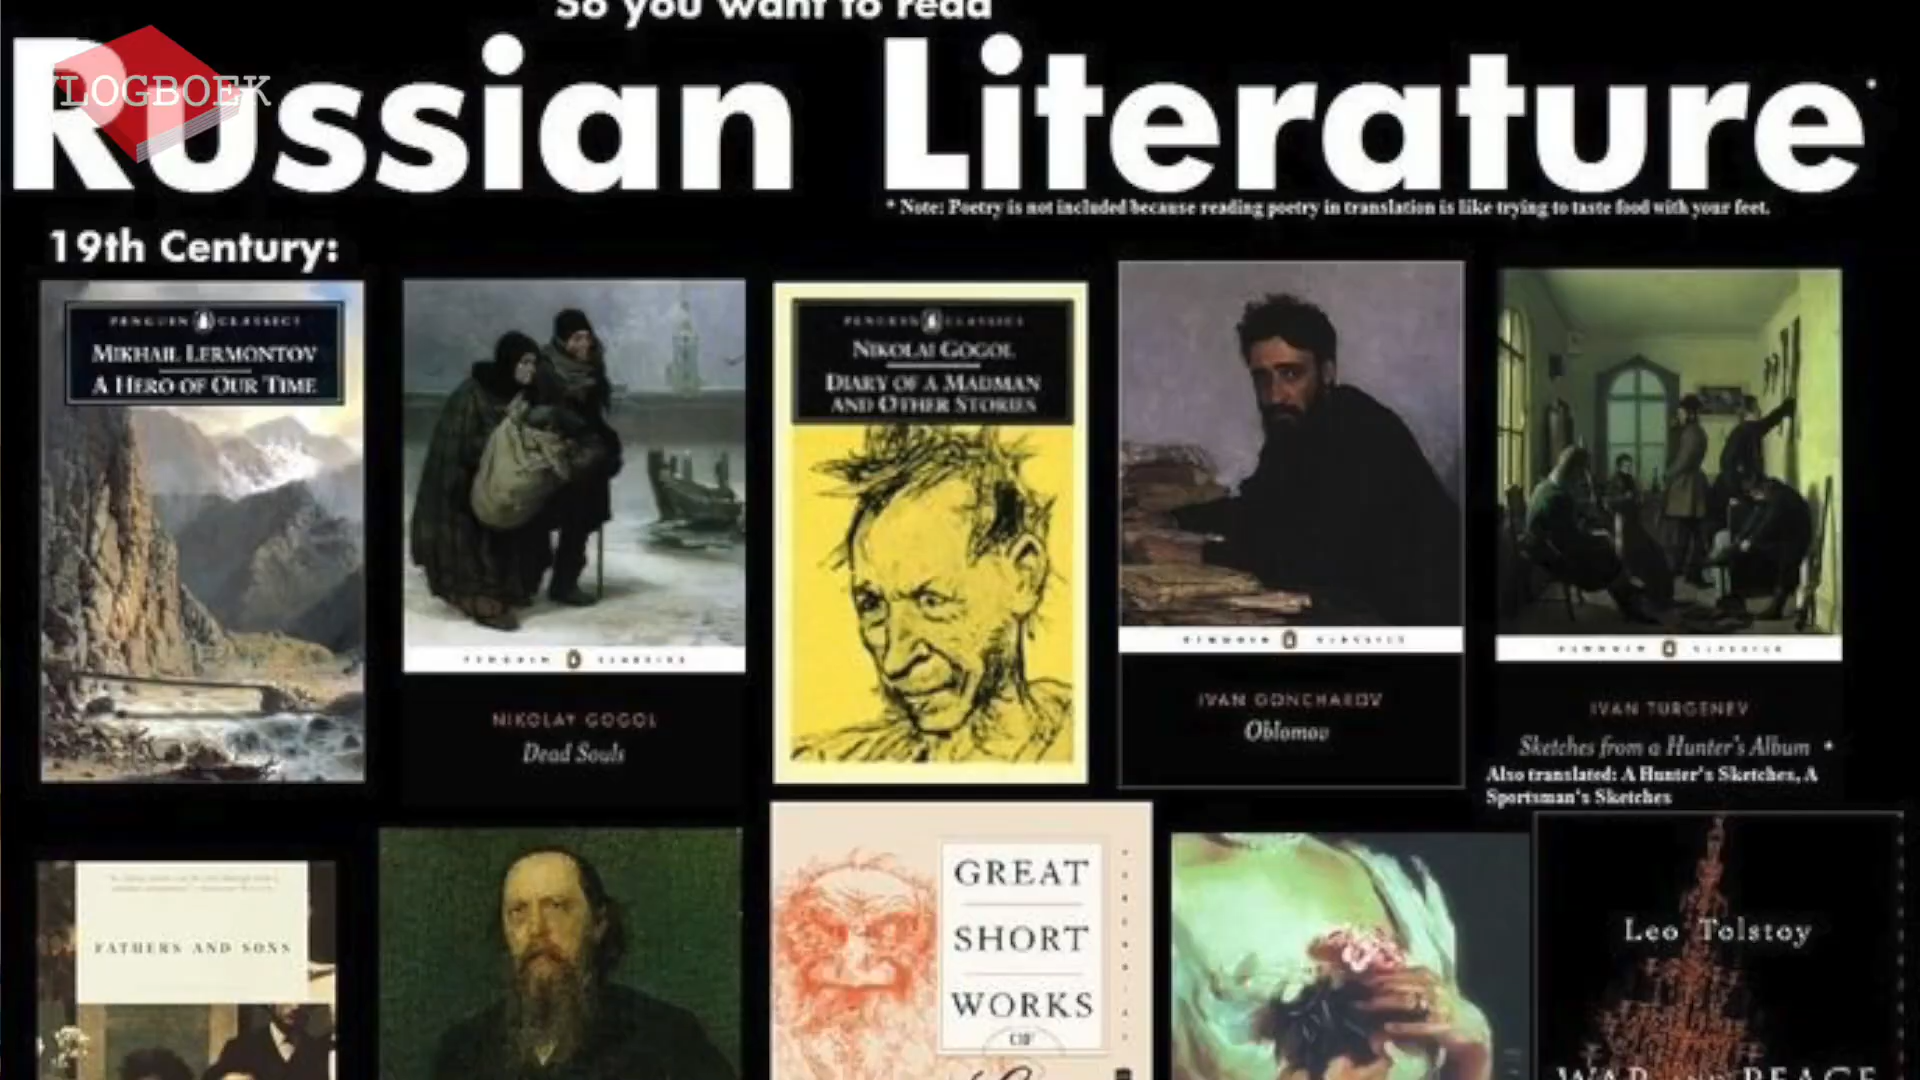 So you want to read
Russian Literature*
LOGBOEK
* Note: Poetry is not included because reading poetry in translation is like trying to taste food with your feet.
19th Century:
PENGUIN CLASSICS
MIKHAIL LERMONTOV
A HERO OF OUR TIME
PENGUIN CLASSICS
NIKOLAY GOGOL
Dead Souls
PENGUIN CLASSICS
NIKOLAI GOGOL
DIARY OF A MADMAN
AND OTHER STORIES
PENGUIN CLASSICS
IVAN GONCHAROV
Oblomov
PENGUIN CLASSICS
IVAN TURGENEV
Sketches from a Hunter's Album *
Also translated: A Hunter's Sketches, A
Sportsman's Sketches
FATHERS AND SONS
GREAT
SHORT
WORKS
OF
Leo Tolstoy
WAR AND PEACE